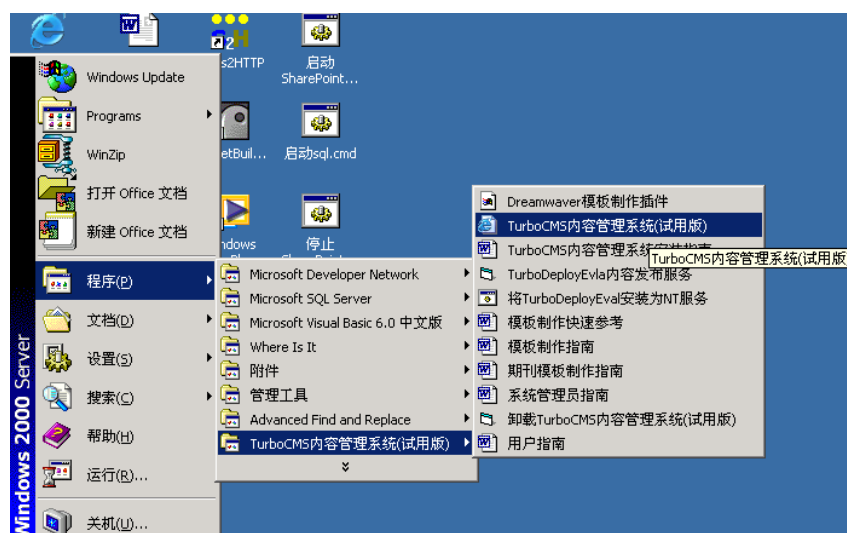 s2HTTP
启动
SharePoint...
etBuil...
启动sql.cmd
ndows
停止
Windows Update
Programs
WinZip
打开 Office 文档
新建 Office 文档
程序(P)
文档(D)
设置(S)
搜索(C)
帮助(H)
运行(R)...
关机(U)...
Windows 2000 Server
Microsoft Developer Network
Microsoft SQL Server
Microsoft Visual Basic 6.0 中文版
Where Is It
附件
管理工具
Advanced Find and Replace
TurboCMS内容管理系统(试用版)
Dreamwaver模板制作插件
TurboCMS内容管理系统(试用版)
TurboCMS内容管理系统安装指南
TurboCMS内容管理系统(试用版
TurboDeployEvla内容发布服务
将TurboDeployEval安装为NT服务
模板制作快速参考
模板制作指南
期刊模板制作指南
系统管理员指南
卸载TurboCMS内容管理系统(试用版)
用户指南